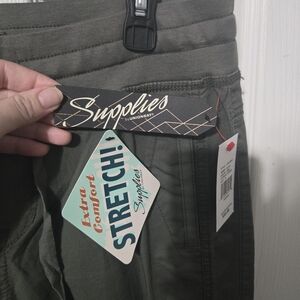 Supplies
BY UNIONBAY
Extra
Comfort
STRETCH!
Supplies